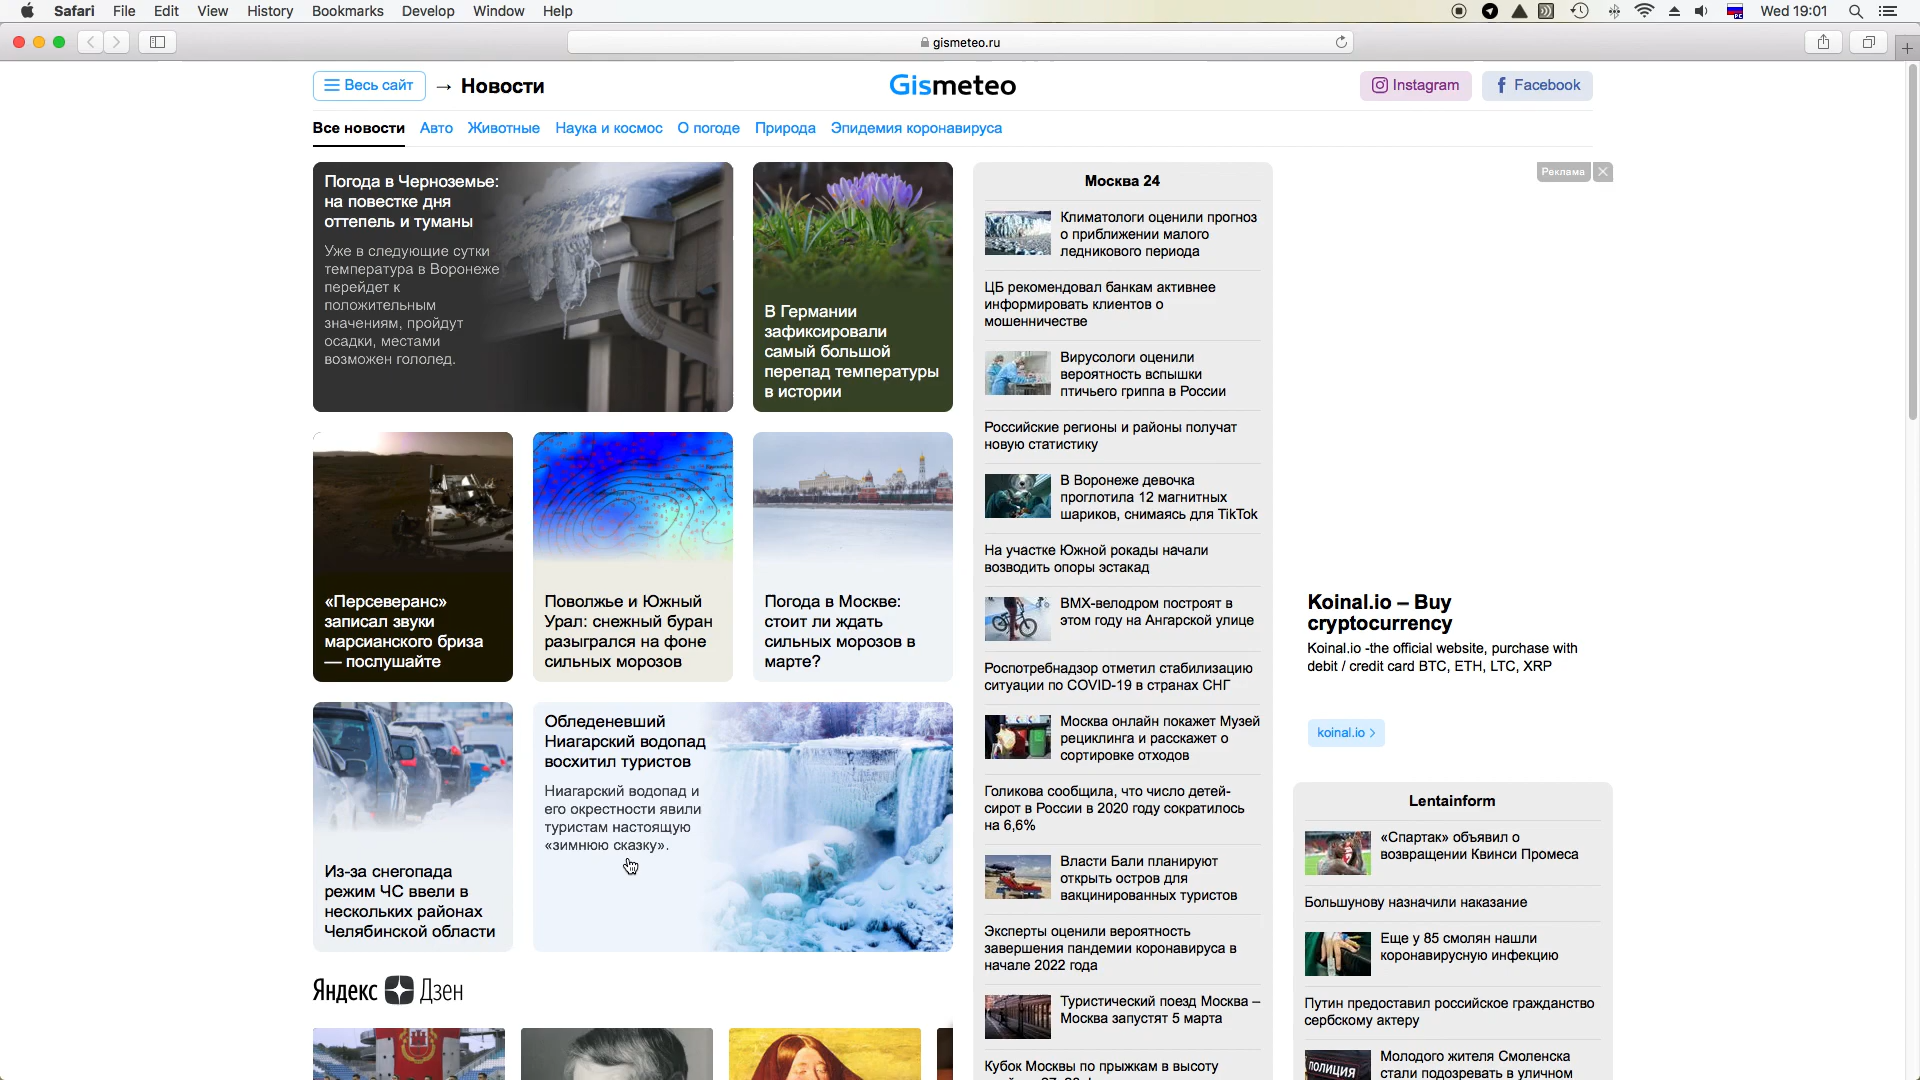 Safari File Edit View History Bookmarks Develop Window Help
Wed 19:01
gismeteo.ru
Весь сайт → Новости
Gismeteo
Instagram
Facebook
Все новости Авто Животные Наука и космос О погоде Природа Эпидемия коронавируса
Погода в Черноземье:
на повестке дня
оттепель и туманы
Уже в следующие сутки
температура в Воронеже
перейдет к
положительным
значениям, пройдут
осадки, местами
возможен гололед.
В Германии
зафиксировали
самый большой
перепад температуры
в истории
«Персеверанс»
записал звуки
марсианского бриза
— послушайте
Поволжье и Южный
Урал: снежный буран
разыгрался на фоне
сильных морозов
Погода в Москве:
стоит ли ждать
сильных морозов в
марте?
Из-за снегопада
режим ЧС ввели в
нескольких районах
Челябинской области
Обледеневший
Ниагарский водопад
восхитил туристов
Ниагарский водопад и
его окрестности явили
туристам настоящую
«зимнюю сказку».
Яндекс Дзен
Москва 24
Климатологи оценили прогноз
о приближении малого
ледникового периода
ЦБ рекомендовал банкам активнее
информировать клиентов о
мошенничестве
Вирусологи оценили
вероятность вспышки
птичьего гриппа в России
Российские регионы и районы получат
новую статистику
В Воронеже девочка
проглотила 12 магнитных
шариков, снимаясь для TikTok
На участке Южной рокады начали
возводить опоры эстакад
BMX-велодром построят в
этом году на Ангарской улице
Роспотребнадзор отметил стабилизацию
ситуации по COVID-19 в странах СНГ
Москва онлайн покажет Музей
рециклинга и расскажет о
сортировке отходов
Голикова сообщила, что число детей-
сирот в России в 2020 году сократилось
на 6,6%
Власти Бали планируют
открыть остров для
вакцинированных туристов
Эксперты оценили вероятность
завершения пандемии коронавируса в
начале 2022 года
Туристический поезд Москва –
Москва запустят 5 марта
Кубок Москвы по прыжкам в высоту
Реклама
Koinal.io – Buy
cryptocurrency
Koinal.io -the official website, purchase with
debit / credit card BTC, ETH, LTC, XRP
koinal.io
Lentainform
«Спартак» объявил о
возвращении Квинси Промеса
Большунову назначили наказание
Еще у 85 смолян нашли
коронавирусную инфекцию
Путин предоставил российское гражданство
сербскому актеру
ПОЛИЦИЯ
Молодого жителя Смоленска
стали подозревать в уличном